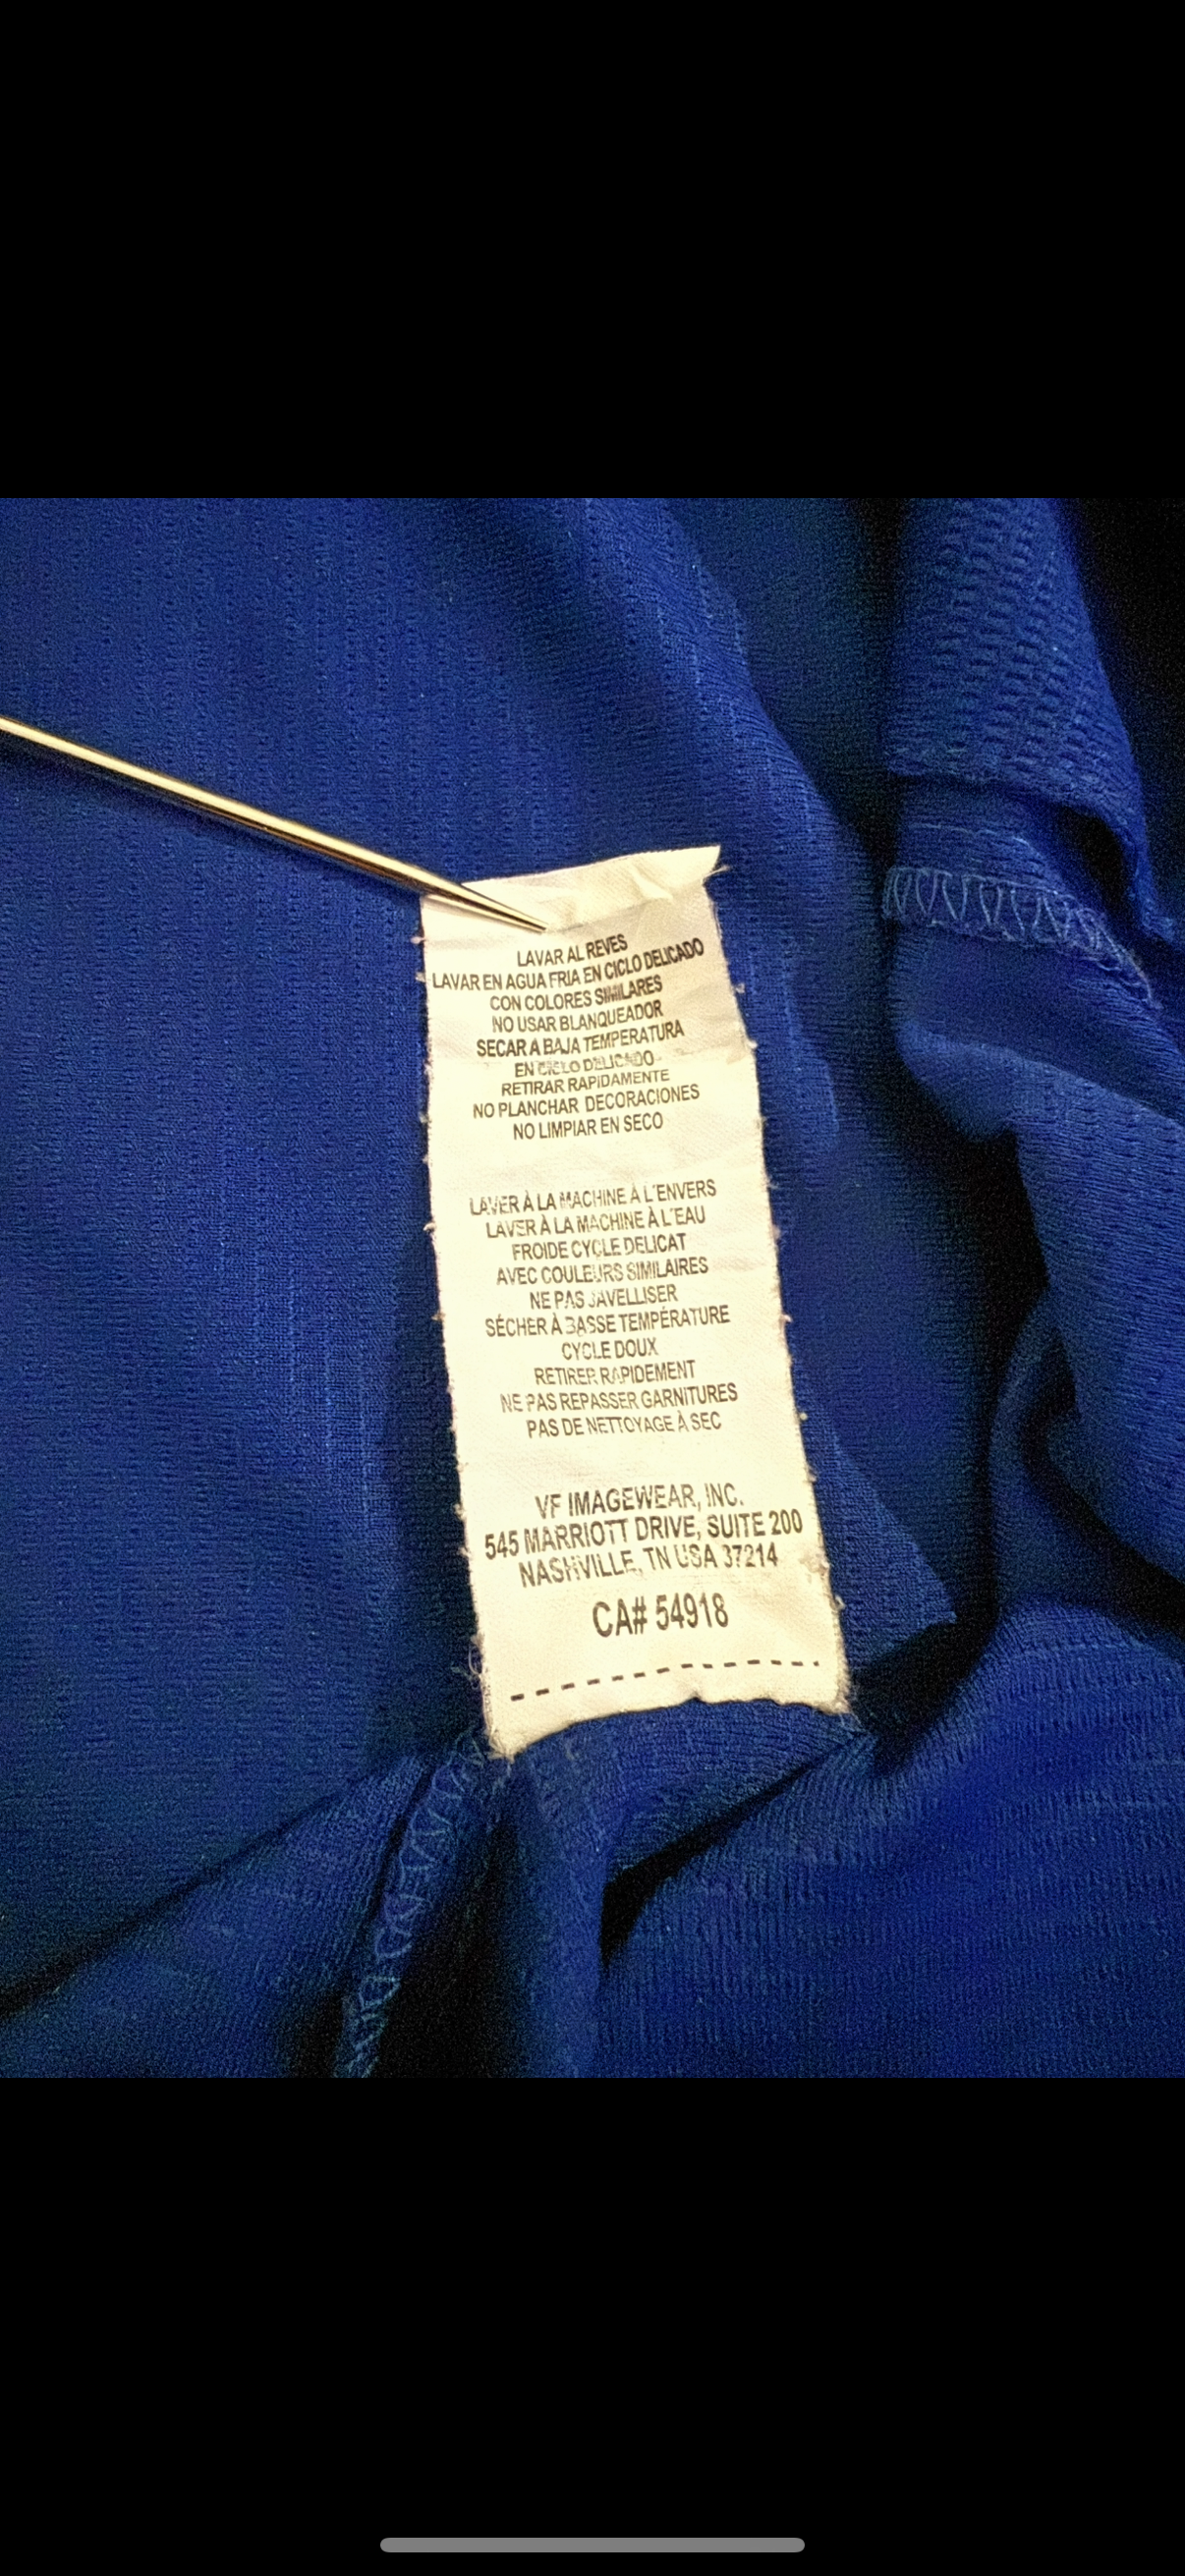 LAVAR AL REVES
LAVAR EN AGUA FRIA EN CICLO DELICADO
CON COLORES SIMILARES
NO USAR BLANQUEADOR
SECAR A BAJA TEMPERATURA
EN CICLO DELICADO
RETIRAR RAPIDAMENTE
NO PLANCHAR DECORACIONES
NO LIMPIAR EN SECO
LAVER À LA MACHINE À L'ENVERS
LAVER À LA MACHINE À L'EAU
FROIDE CYCLE DELICAT
AVEC COULEURS SIMILAIRES
NE PAS JAVELLISER
SÉCHER À BASSE TEMPÉRATURE
CYCLE DOUX
RETIRER RAPIDEMENT
NE PAS REPASSER GARNITURES
PAS DE NETTOYAGE À SEC
VF IMAGEWEAR, INC.
545 MARRIOTT DRIVE, SUITE 200
NASHVILLE, TN USA 37214
CA# 54918